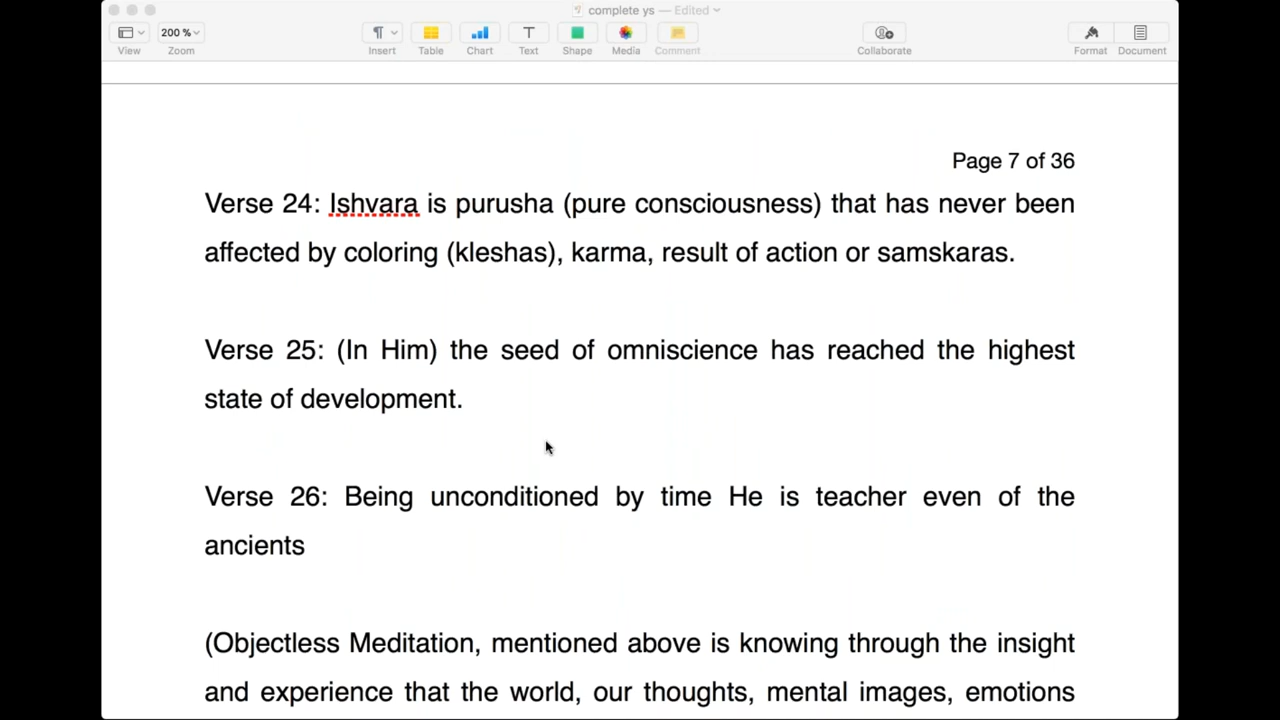 complete ys — Edited
200 %
View
Zoom
Insert
Table
Chart
Text
Shape
Media
Comment
Collaborate
Format
Document
Page 7 of 36
Verse 24: Ishvara is purusha (pure consciousness) that has never been
affected by coloring (kleshas), karma, result of action or samskaras.
Verse 25: (In Him) the seed of omniscience has reached the highest
state of development.
Verse 26: Being unconditioned by time He is teacher even of the
ancients
(Objectless Meditation, mentioned above is knowing through the insight
and experience that the world, our thoughts, mental images, emotions